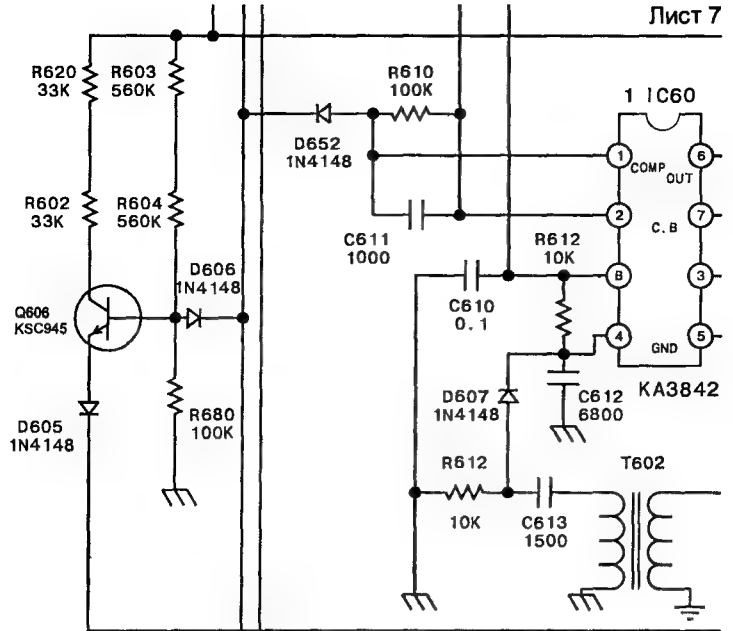 Лист 7
R620
33K
R603
560K
R610
100K
1 IC60
D652
1N4148
1
COMP
6
OUT
R602
33K
R604
560K
2
C.B
7
C611
1000
R612
10K
D606
1N4148
B
3
Q606
KSC945
C610
0.1
4
GND
5
D607
1N4148
C612
6800
KA3842
R680
100K
D605
1N4148
R612
10K
T602
C613
1500